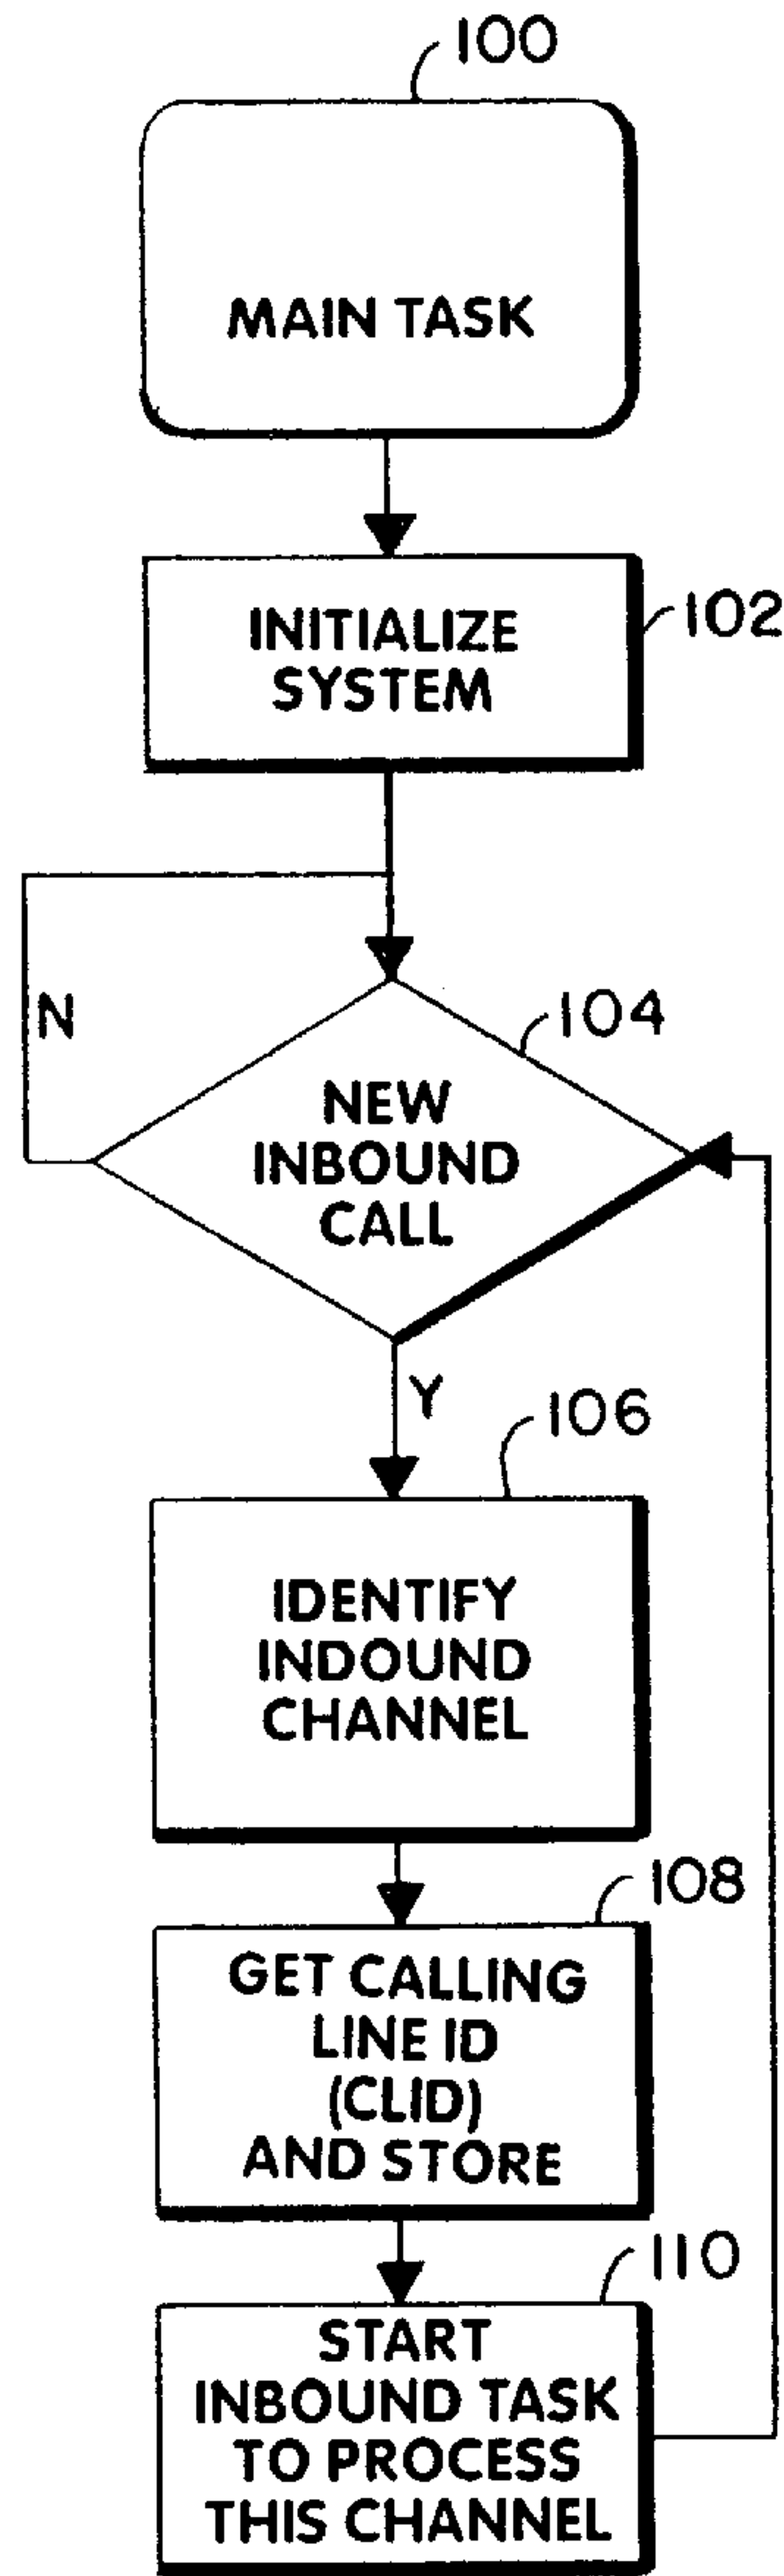 100
MAIN TASK
INITIALIZE
SYSTEM
102
N
104
NEW
INBOUND
CALL
Y
106
IDENTIFY
INDOUND
CHANNEL
108
GET CALLING
LINE ID
(CLID)
AND STORE
110
START
INBOUND TASK
TO PROCESS
THIS CHANNEL